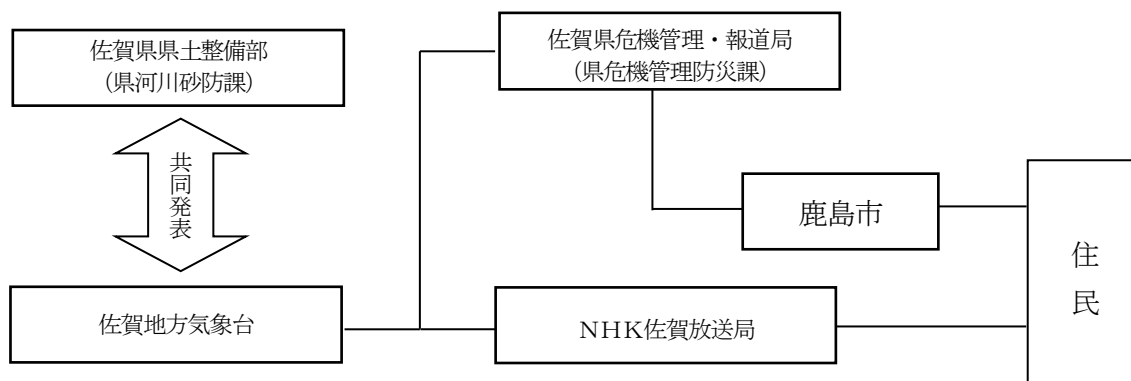 佐賀県県土整備部
（県河川砂防課）
共同発表
佐賀地方気象台
佐賀県危機管理・報道局
（県危機管理防災課）
鹿島市
ＮＨＫ佐賀放送局
住民